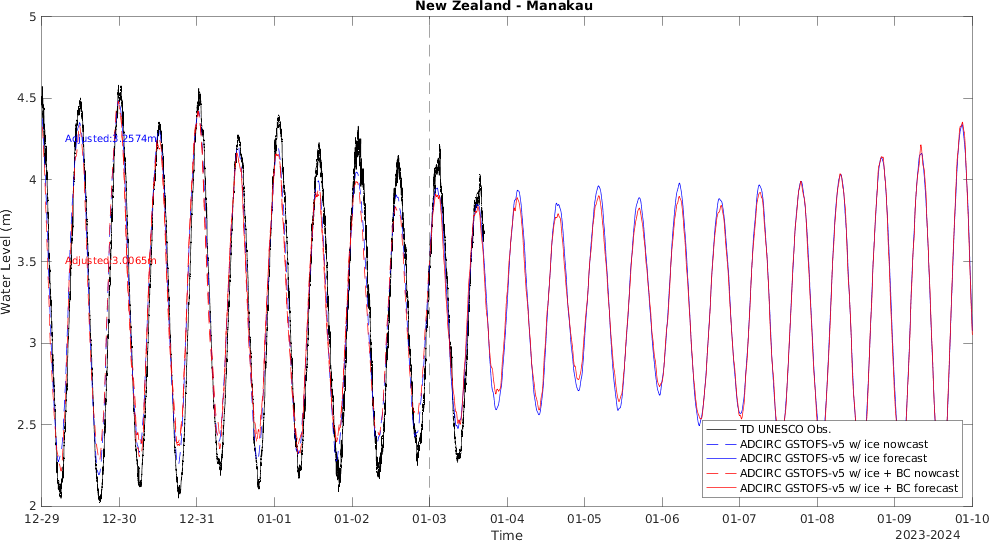 New Zealand - Manakau
5
4.5
4
3.5
3
2.5
2
Water Level (m)
Adjusted:3.2574m
Adjusted:3.0065m
TD UNESCO Obs.
ADCIRC GSTOFS-v5 w/ ice nowcast
ADCIRC GSTOFS-v5 w/ ice forecast
ADCIRC GSTOFS-v5 w/ ice + BC nowcast
ADCIRC GSTOFS-v5 w/ ice + BC forecast
12-29 12-30 12-31 01-01 01-02 01-03 01-04 01-05 01-06 01-07 01-08 01-09 01-10
Time
2023-2024